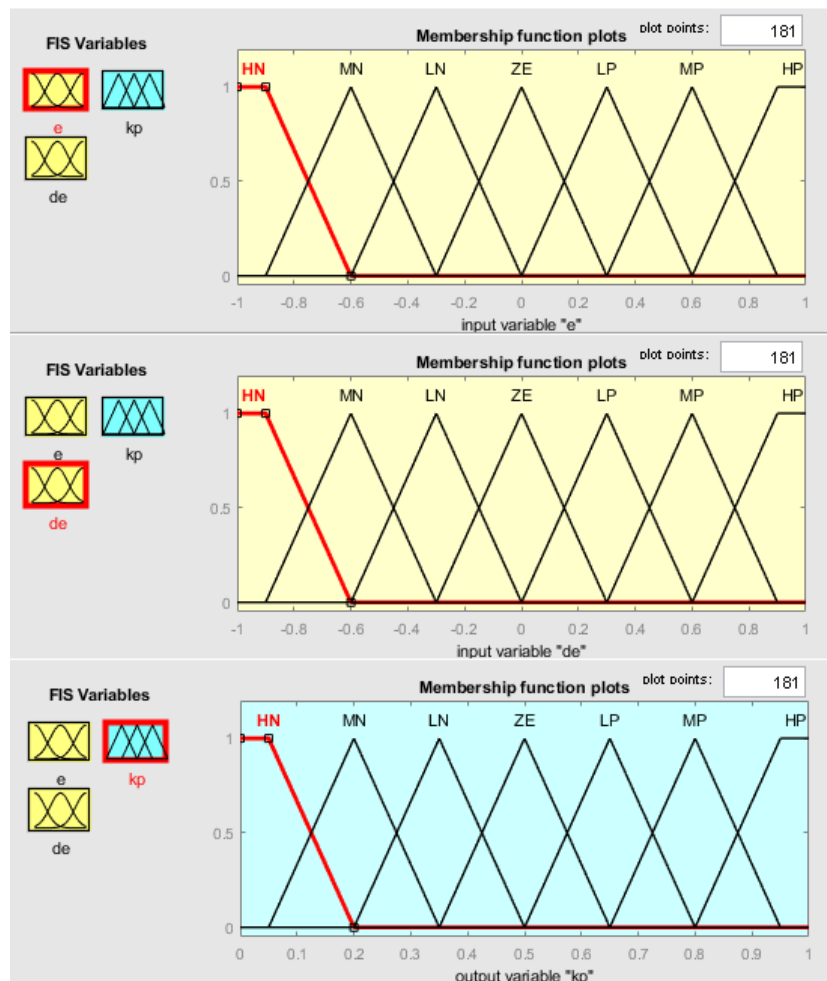 FIS Variables
Membership function plots plot points: 181
HN MN LN ZE LP MP HP
e kp
de
1
0.5
0
-1 -0.8 -0.6 -0.4 -0.2 0 0.2 0.4 0.6 0.8 1
input variable "e"
FIS Variables
Membership function plots plot points: 181
HN MN LN ZE LP MP HP
e kp
de
1
0.5
0
-1 -0.8 -0.6 -0.4 -0.2 0 0.2 0.4 0.6 0.8 1
input variable "de"
FIS Variables
Membership function plots plot points: 181
HN MN LN ZE LP MP HP
e kp
de
1
0.5
0
0 0.1 0.2 0.3 0.4 0.5 0.6 0.7 0.8 0.9 1
output variable "kp"